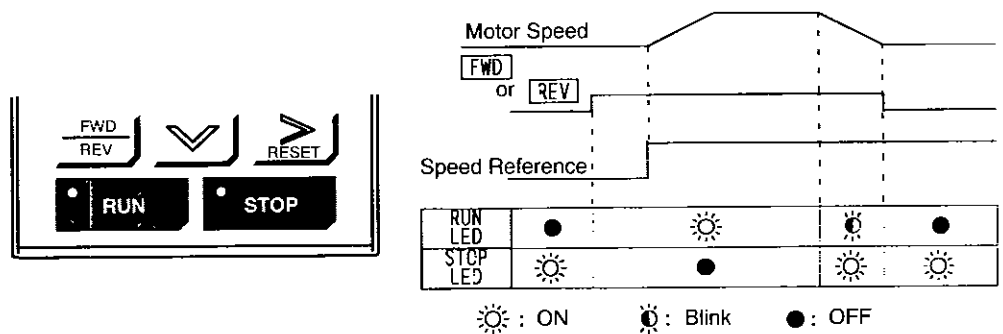 FWD
REV
RESET
RUN
STOP
Motor Speed
FWD
or REV
Speed Reference
RUN
LED
STOP
LED
: ON : Blink : OFF